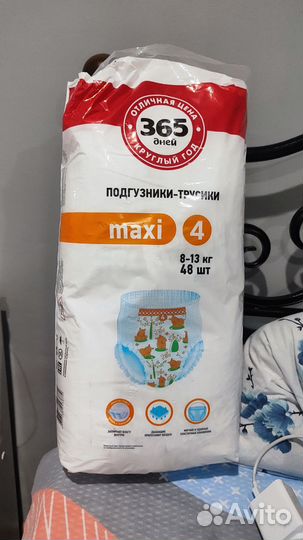 ОТЛИЧНАЯ ЦЕНА
365
дней
КРУГЛЫЙ ГОД
ПОДГУЗНИКИ-ТРУСИКИ
maxi 4
8-13 кг
48 шт
Avito